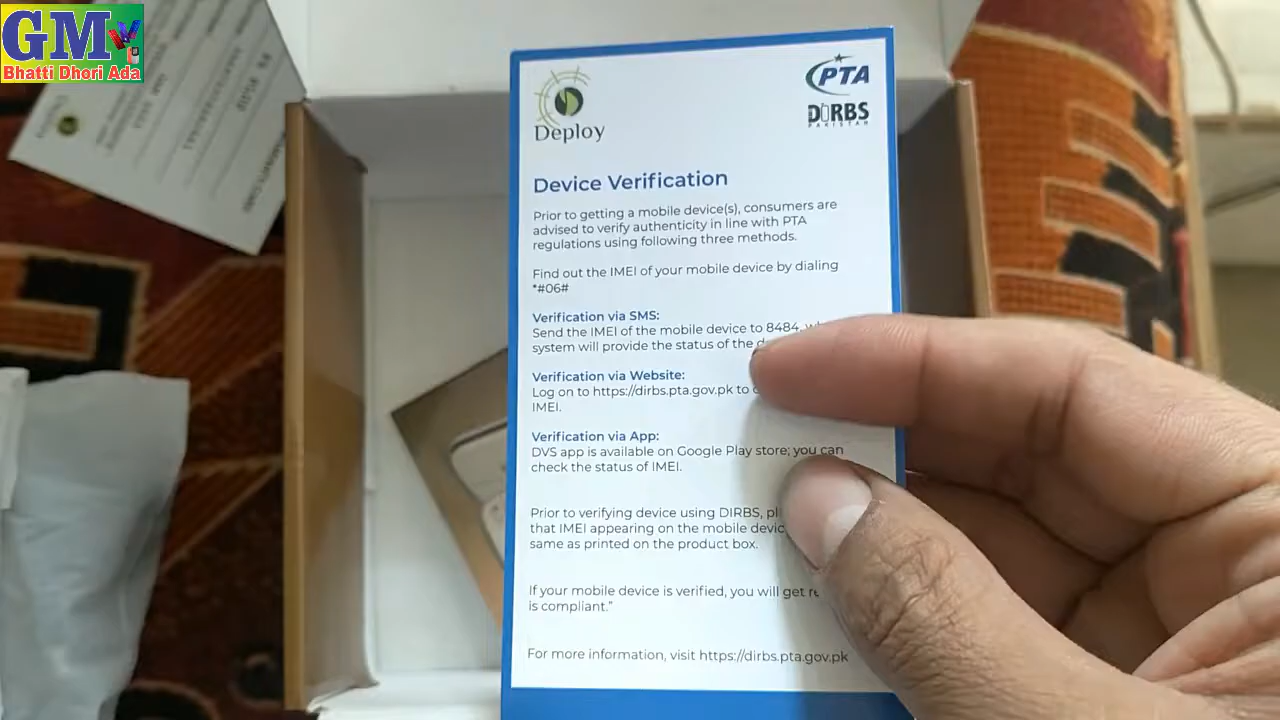 GM
Bhatti Dhori Ada
Deploy
PTA
DIRBS
PAKISTAN
Device Verification
Prior to getting a mobile device(s), consumers are
advised to verify authenticity in line with PTA
regulations using following three methods.
Find out the IMEI of your mobile device by dialing
*#06#
Verification via SMS:
Send the IMEI of the mobile device to 8484,
system will provide the status of the
Verification via Website:
Log on to https://dirbs.pta.gov.pk to
IMEI.
Verification via App:
DVS app is available on Google Play store; you can
check the status of IMEI.
Prior to verifying device using DIRBS,
that IMEI appearing on the mobile
same as printed on the product box.
If your mobile device is verified, you will get
is compliant.”
For more information, visit https://dirbs.pta.gov.pk